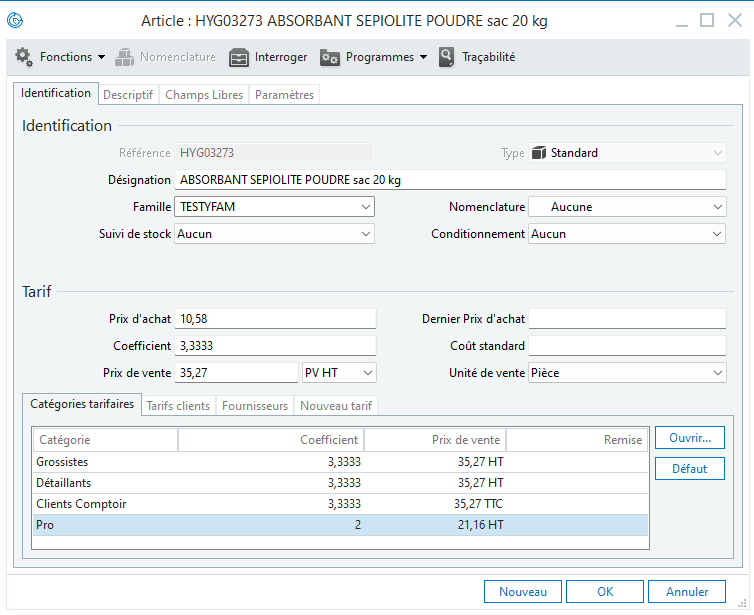 Article : HYG03273 ABSORBANT SEPIOLITE POUDRE sac 20 kg
Fonctions Nomenclature Interroger Programmes Traçabilité
Identification Descriptif Champs Libres Paramètres
Identification
Référence HYG03273 Type Standard
Désignation ABSORBANT SEPIOLITE POUDRE sac 20 kg
Famille TESTYFAM Nomenclature Aucune
Suivi de stock Aucun Conditionnement Aucun
Tarif
Prix d'achat 10,58 Dernier Prix d'achat
Coefficient 3,3333 Coût standard
Prix de vente 35,27 PV HT Unité de vente Pièce
Catégories tarifaires Tarifs clients Fournisseurs Nouveau tarif
Catégorie Coefficient Prix de vente Remise Ouvrir...
Grossistes 3,3333 35,27 HT Défaut
Détaillants 3,3333 35,27 HT
Clients Comptoir 3,3333 35,27 TTC
Pro 2 21,16 HT
Nouveau OK Annuler